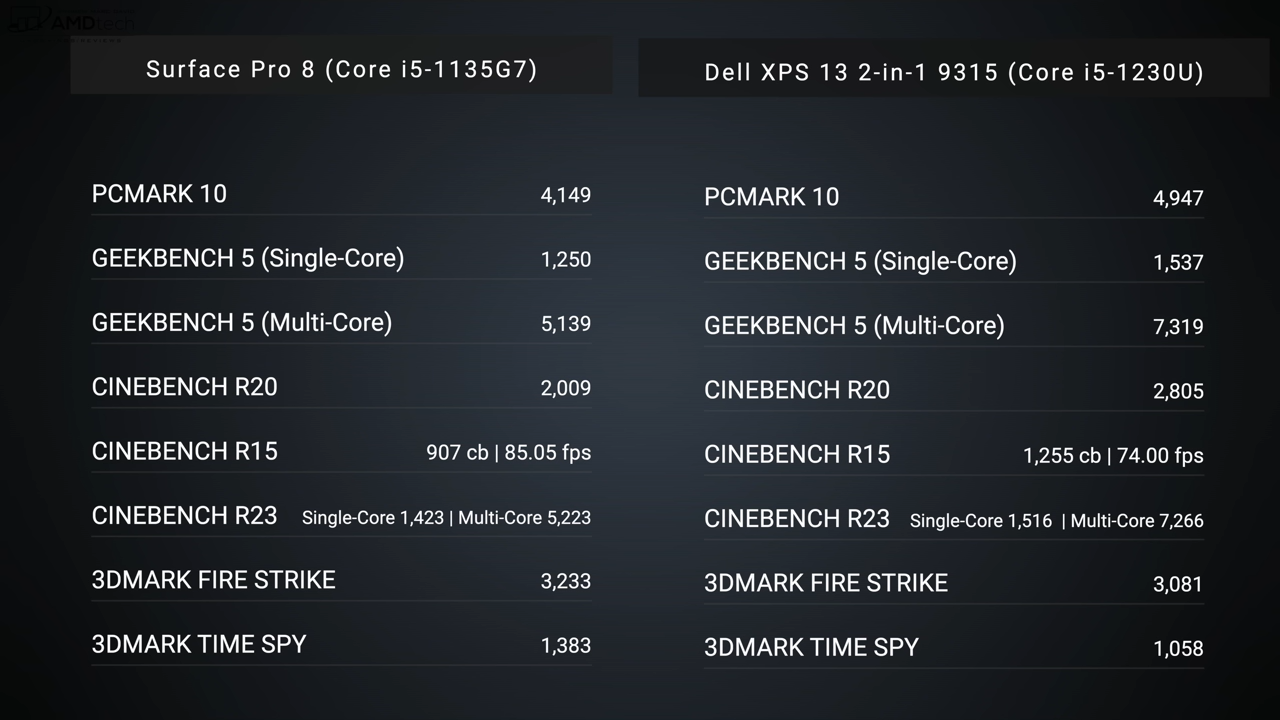 AMDtech
Surface Pro 8 (Core i5-1135G7)
PCMARK 10 4,149
GEEKBENCH 5 (Single-Core) 1,250
GEEKBENCH 5 (Multi-Core) 5,139
CINEBENCH R20 2,009
CINEBENCH R15 907 cb | 85.05 fps
CINEBENCH R23 Single-Core 1,423 | Multi-Core 5,223
3DMARK FIRE STRIKE 3,233
3DMARK TIME SPY 1,383
Dell XPS 13 2-in-1 9315 (Core i5-1230U)
PCMARK 10 4,947
GEEKBENCH 5 (Single-Core) 1,537
GEEKBENCH 5 (Multi-Core) 7,319
CINEBENCH R20 2,805
CINEBENCH R15 1,255 cb | 74.00 fps
CINEBENCH R23 Single-Core 1,516 | Multi-Core 7,266
3DMARK FIRE STRIKE 3,081
3DMARK TIME SPY 1,058